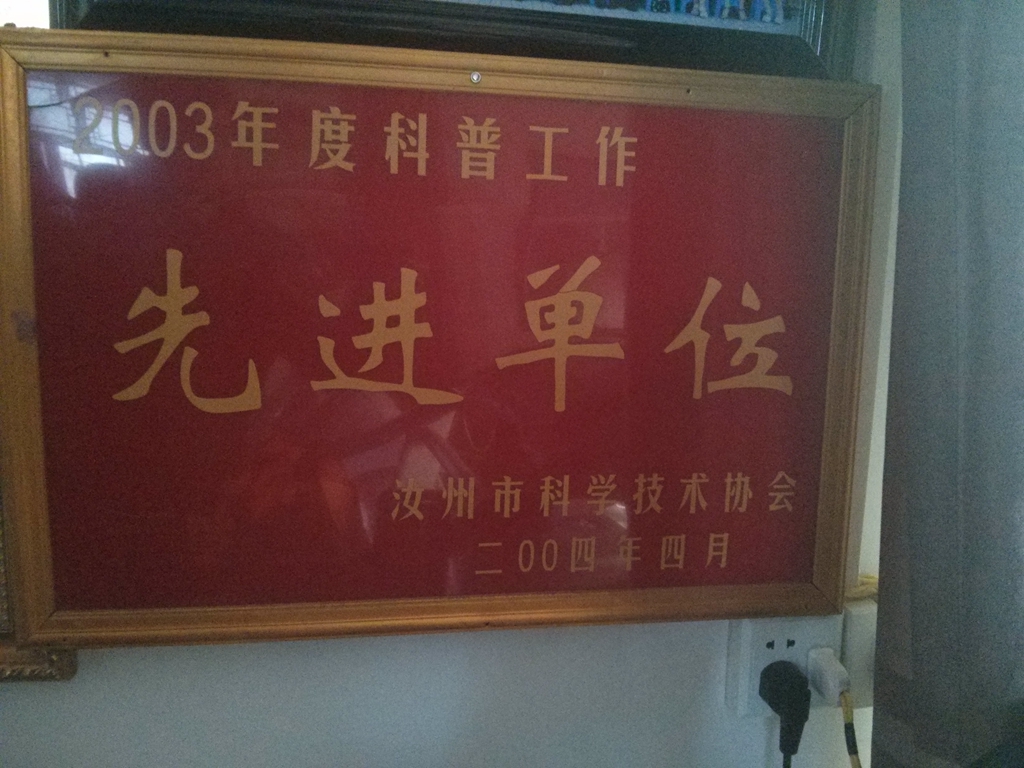 2003年度科普工作
先进单位
汝州市科学技术协会
二00四年四月